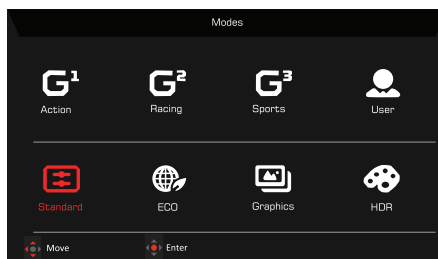 Modes
G¹ G² G³
Action Racing Sports User
Standard ECO Graphics HDR
Move Enter